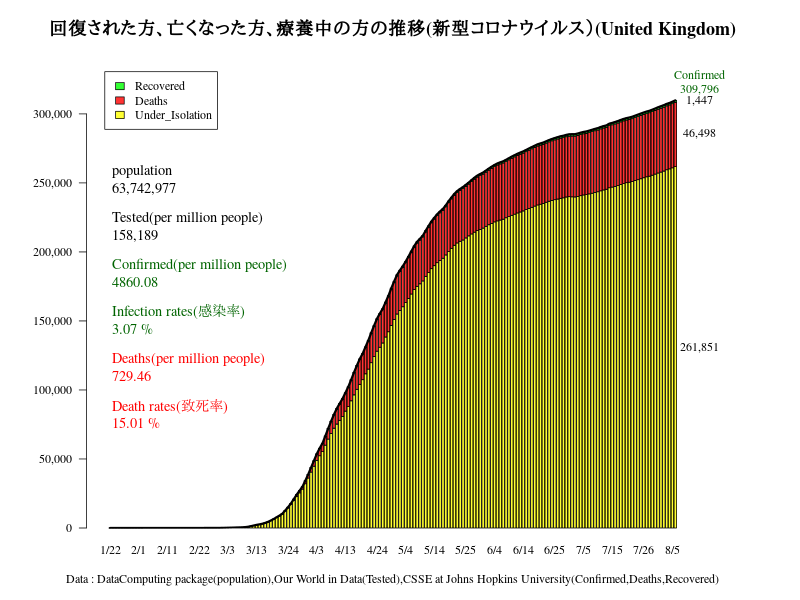 回復された方、亡くなった方、療養中の方の推移(新型コロナウイルス）(United Kingdom)
Recovered
Deaths
Under_Isolation
Confirmed
309,796
1,447
46,498
261,851
population
63,742,977
Tested(per million people)
158,189
Confirmed(per million people)
4860.08
Infection rates(感染率)
3.07 %
Deaths(per million people)
729.46
Death rates(致死率)
15.01 %
300,000
250,000
200,000
150,000
100,000
50,000
0
1/22 2/1 2/11 2/22 3/3 3/13 3/24 4/3 4/13 4/24 5/4 5/14 5/25 6/4 6/14 6/25 7/5 7/15 7/26 8/5
Data : DataComputing package(population),Our World in Data(Tested),CSSE at Johns Hopkins University(Confirmed,Deaths,Recovered)